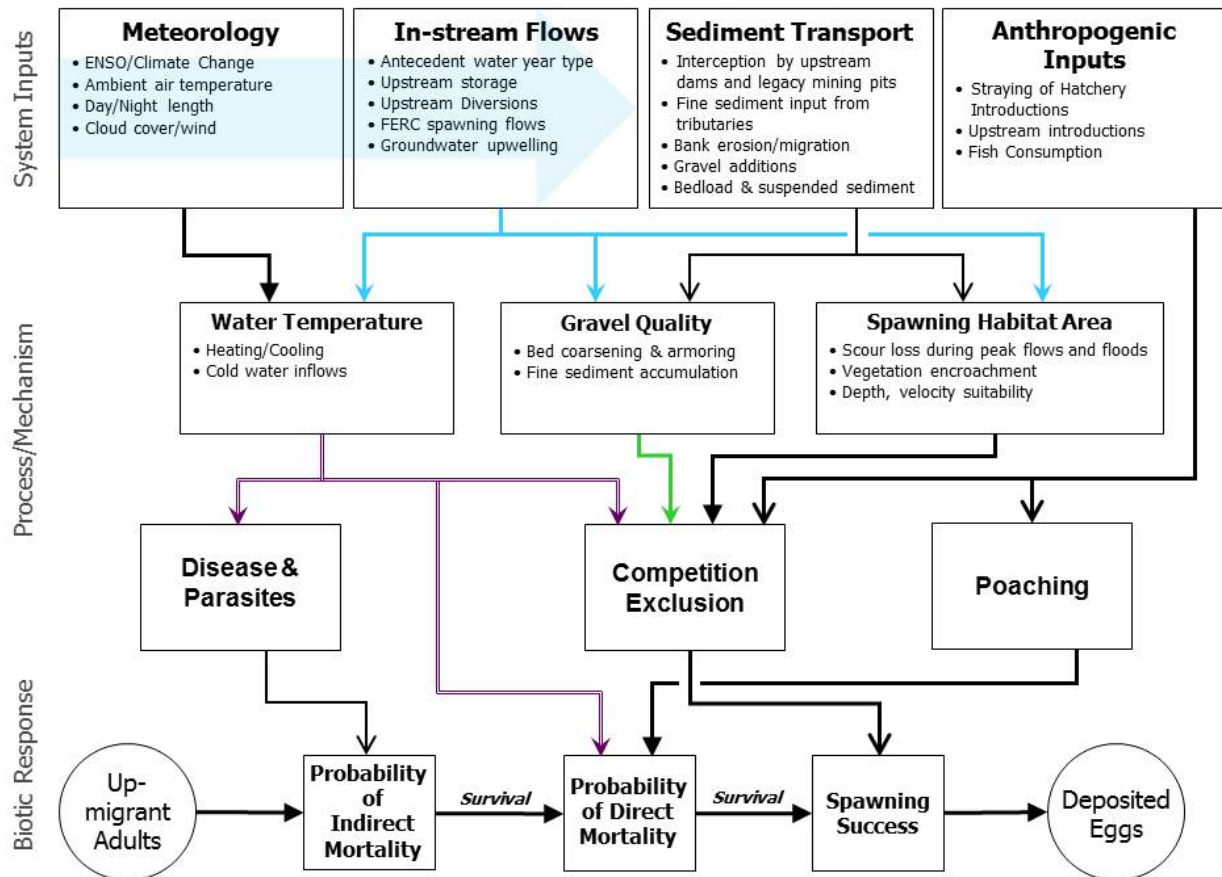 System Inputs
Meteorology
• ENSO/Climate Change
• Ambient air temperature
• Day/Night length
• Cloud cover/wind
In-stream Flows
• Antecedent water year type
• Upstream storage
• Upstream Diversions
• FERC spawning flows
• Groundwater upwelling
Sediment Transport
• Interception by upstream
dams and legacy mining pits
• Fine sediment input from
tributaries
• Bank erosion/migration
• Gravel additions
• Bedload & suspended sediment
Anthropogenic
Inputs
• Straying of Hatchery
Introductions
• Upstream introductions
• Fish Consumption
Process/Mechanism
Water Temperature
• Heating/Cooling
• Cold water inflows
Gravel Quality
• Bed coarsening & armoring
• Fine sediment accumulation
Spawning Habitat Area
• Scour loss during peak flows and floods
• Vegetation encroachment
• Depth, velocity suitability
Disease &
Parasites
Competition
Exclusion
Poaching
Biotic Response
Up-
migrant
Adults
Probability
of
Indirect
Mortality
Survival
Probability
of Direct
Mortality
Survival
Spawning
Success
Deposited
Eggs